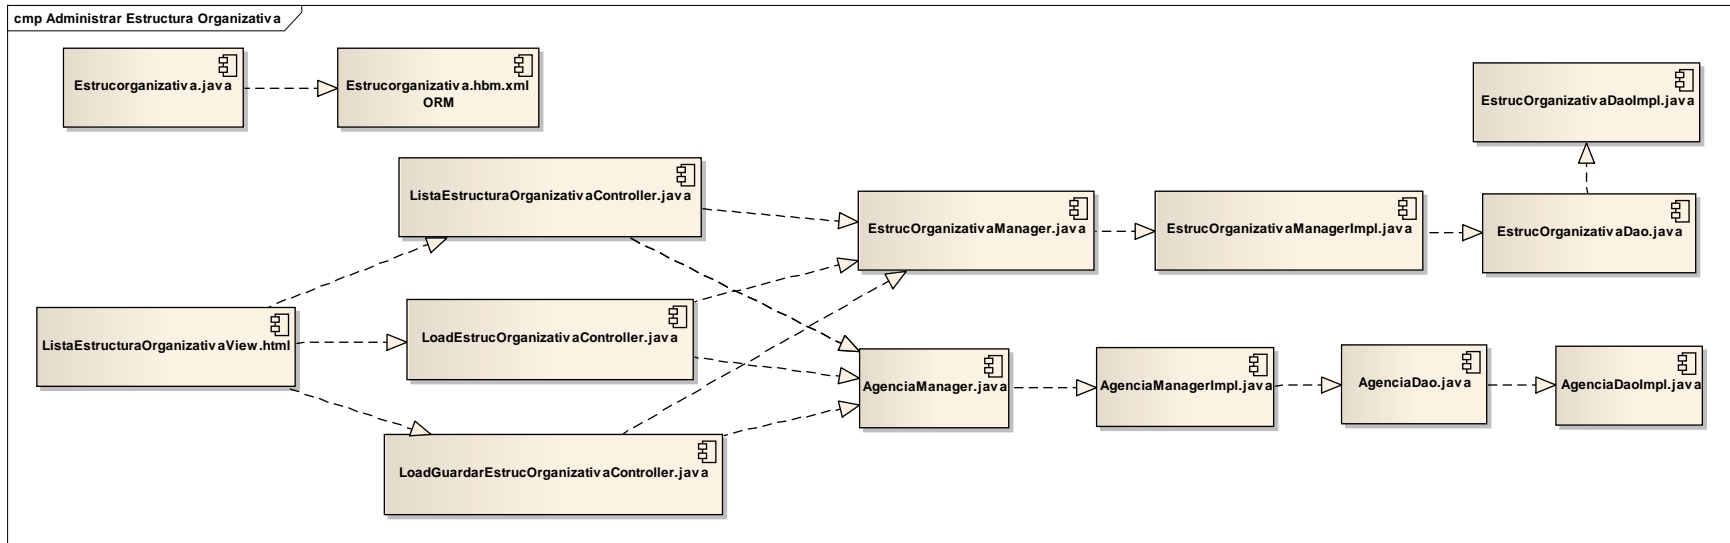 cmp Administrar Estructura Organizativa
Estrucorganizativa.java
Estrucorganizativa.hbm.xml
ORM
EstrucOrganizativaDaoImpl.java
ListaEstructuraOrganizativaController.java
EstrucOrganizativaManager.java
EstrucOrganizativaManagerImpl.java
EstrucOrganizativaDao.java
ListaEstructuraOrganizativaView.html
LoadEstrucOrganizativaController.java
AgenciaManager.java
AgenciaManagerImpl.java
AgenciaDao.java
AgenciaDaoImpl.java
LoadGuardarEstrucOrganizativaController.java